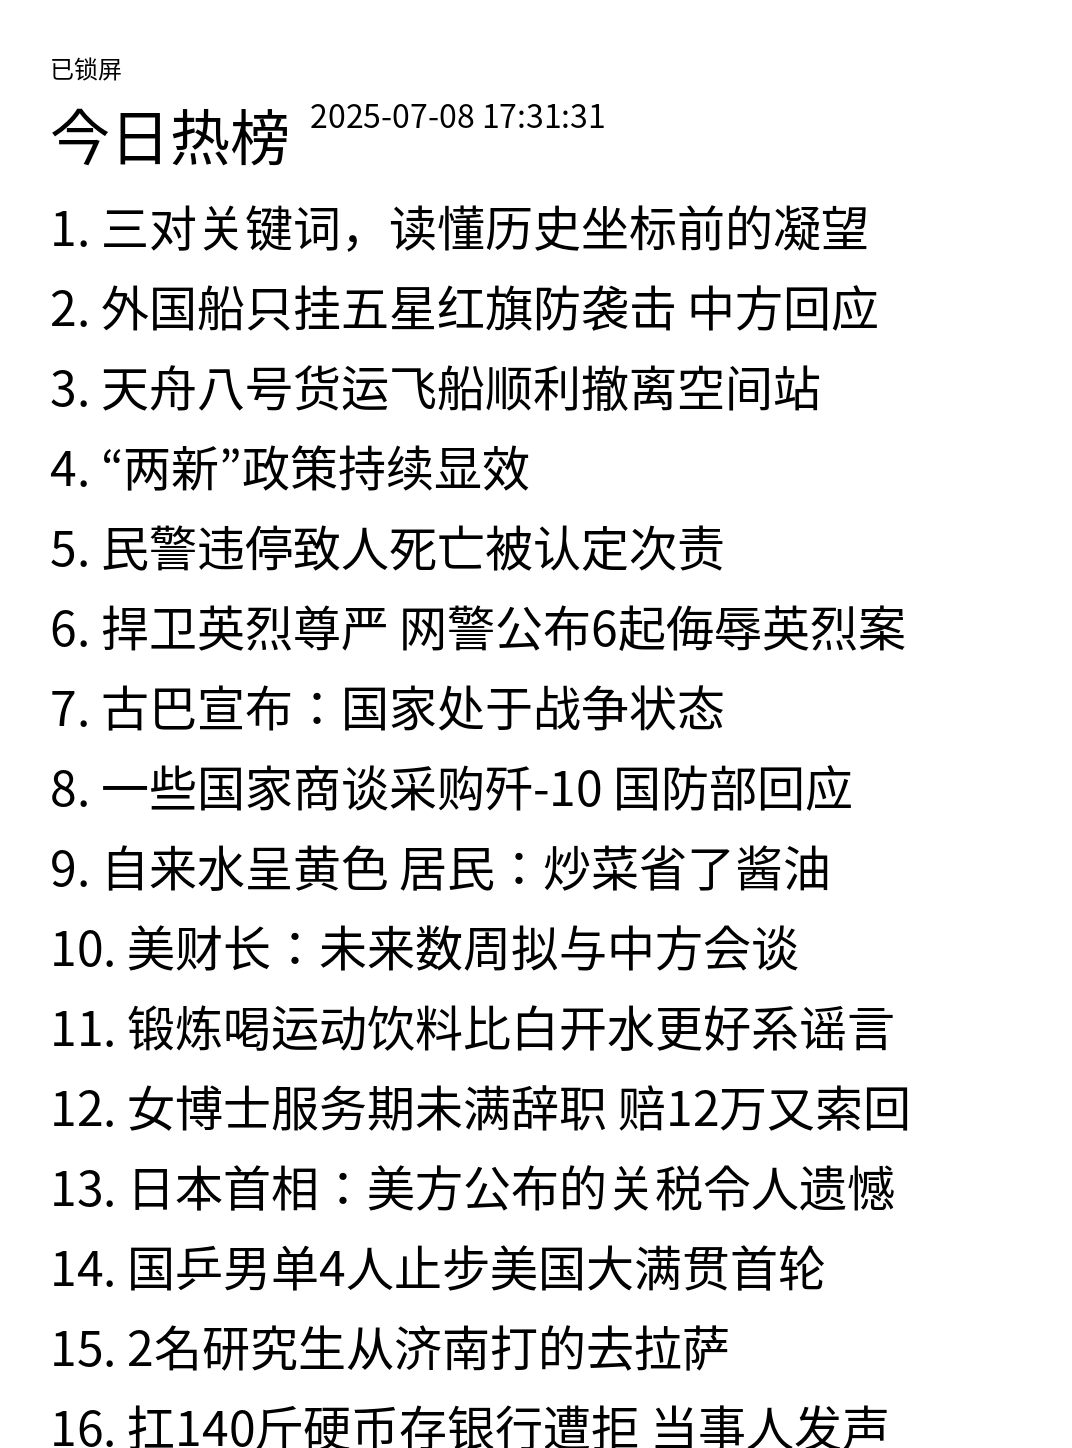 已锁屏
今日热榜 2025-07-08 17:31:31
1. 三对关键词，读懂历史坐标前的凝望
2. 外国船只挂五星红旗防袭击 中方回应
3. 天舟八号货运飞船顺利撤离空间站
4. “两新”政策持续显效
5. 民警违停致人死亡被认定次责
6. 捍卫英烈尊严 网警公布6起侮辱英烈案
7. 古巴宣布：国家处于战争状态
8. 一些国家商谈采购歼-10 国防部回应
9. 自来水呈黄色 居民：炒菜省了酱油
10. 美财长：未来数周拟与中方会谈
11. 锻炼喝运动饮料比白开水更好系谣言
12. 女博士服务期未满辞职 赔12万又索回
13. 日本首相：美方公布的关税令人遗憾
14. 国乒男单4人止步美国大满贯首轮
15. 2名研究生从济南打的去拉萨
16. 扛140斤硬币存银行遭拒 当事人发声